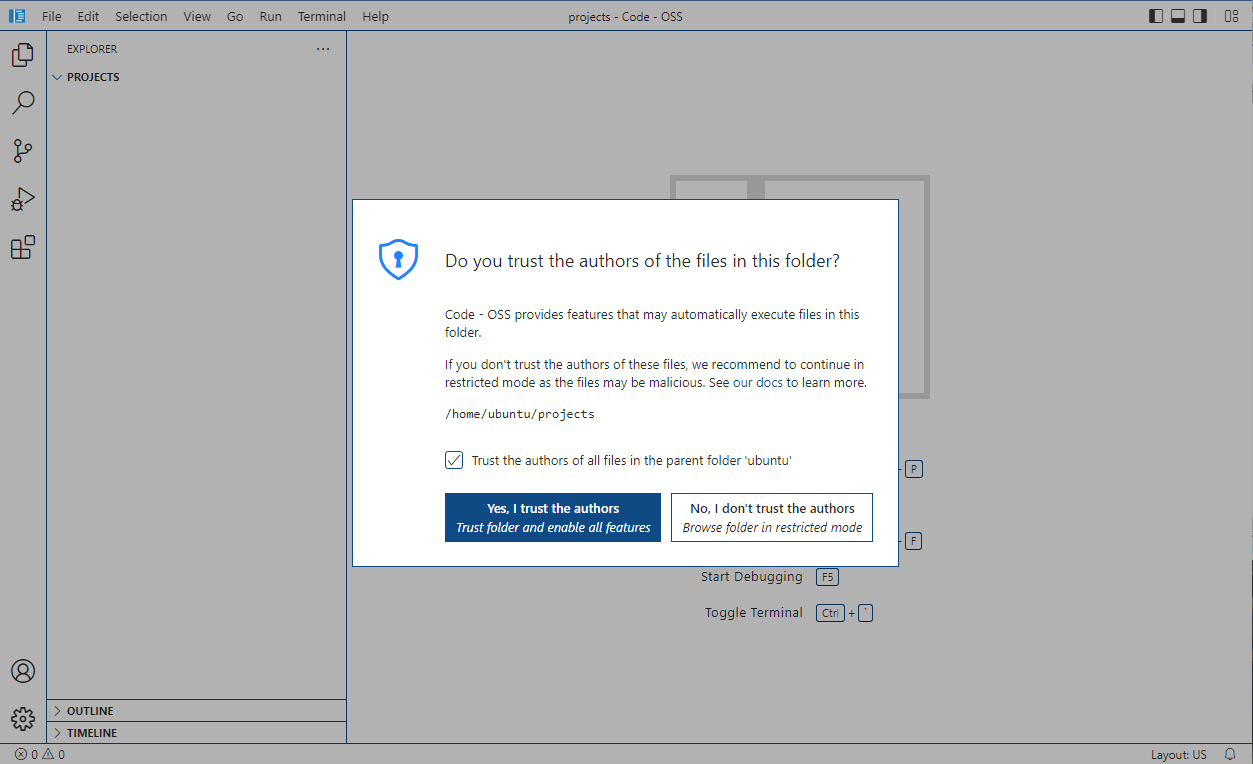 File Edit Selection View Go Run Terminal Help
projects - Code - OSS
EXPLORER
PROJECTS
Do you trust the authors of the files in this folder?
Code - OSS provides features that may automatically execute files in this
folder.
If you don't trust the authors of these files, we recommend to continue in
restricted mode as the files may be malicious. See our docs to learn more.
/home/ubuntu/projects
Trust the authors of all files in the parent folder 'ubuntu'
Yes, I trust the authors
Trust folder and enable all features
No, I don't trust the authors
Browse folder in restricted mode
P
F
Start Debugging F5
Toggle Terminal Ctrl + `
OUTLINE
TIMELINE
0 0
Layout: US